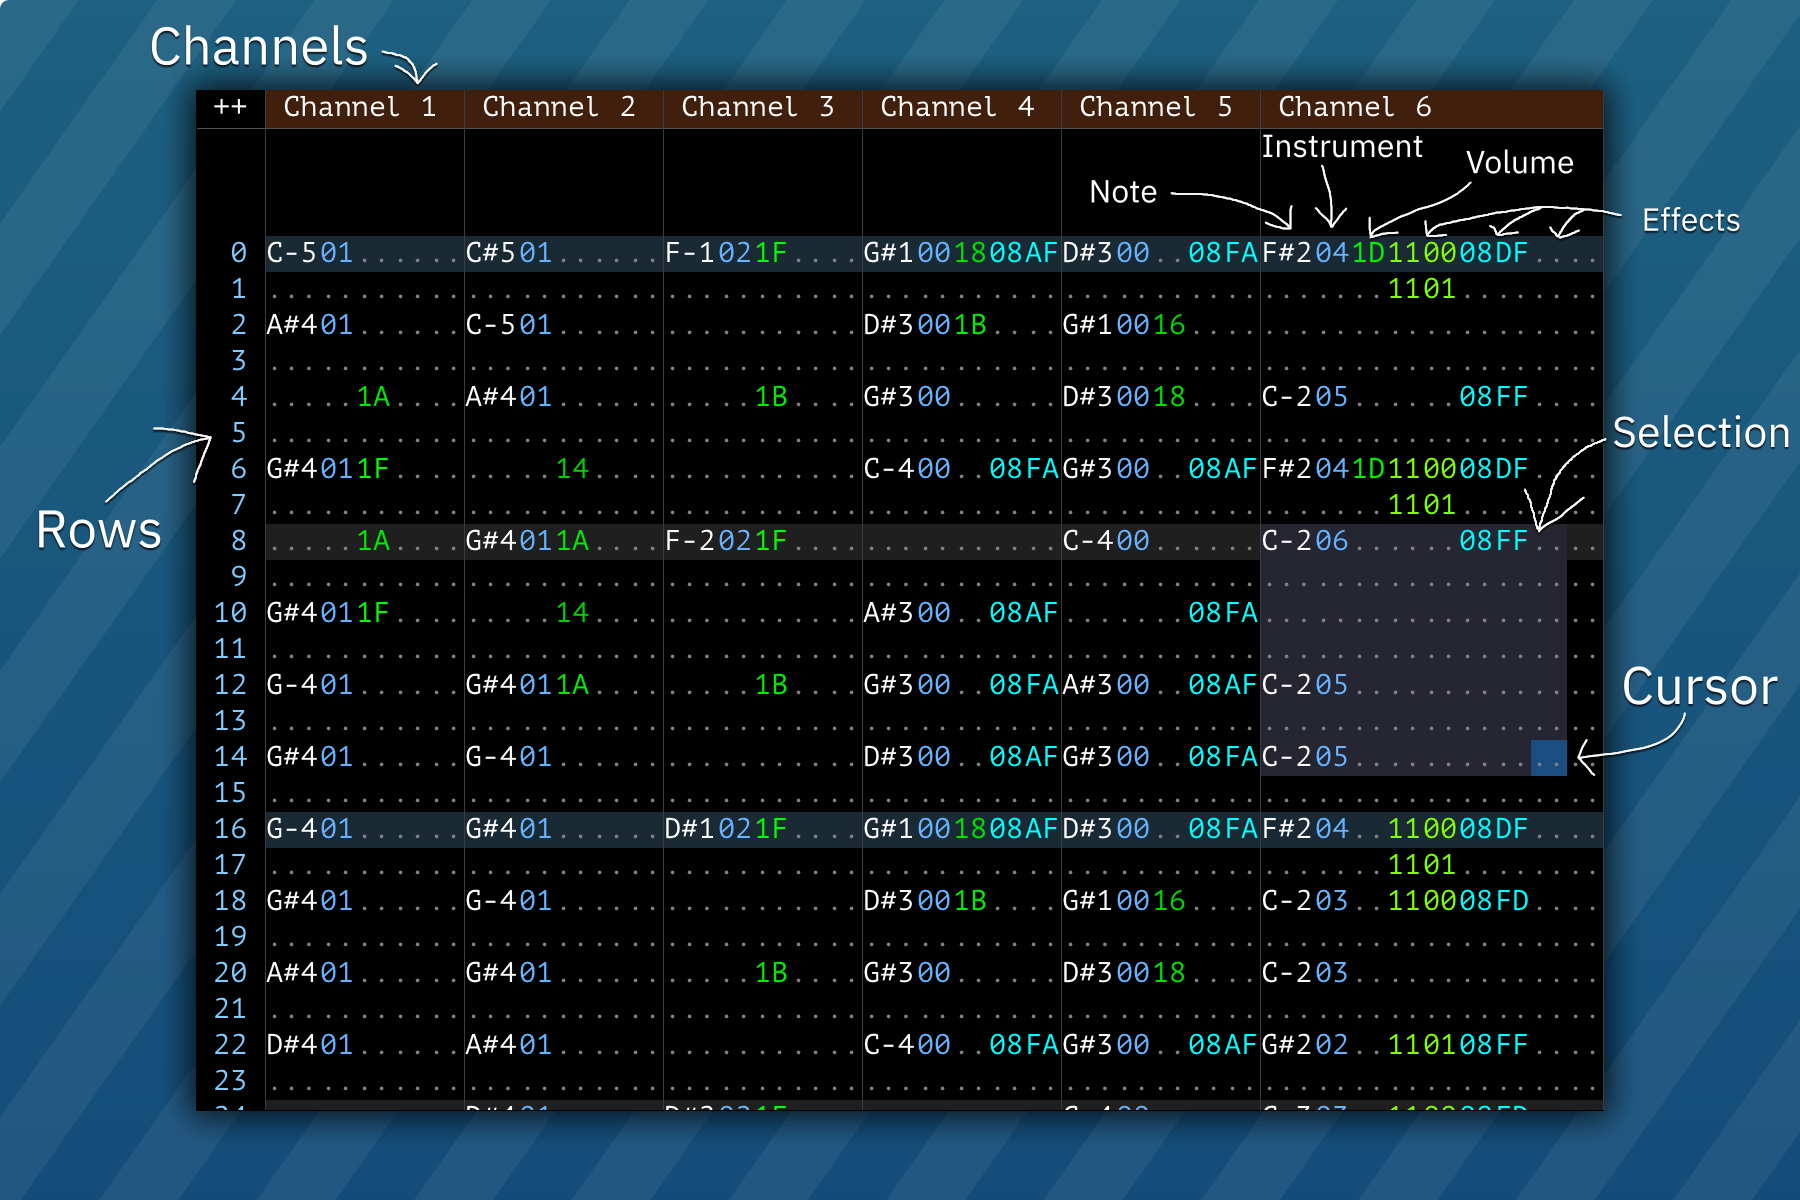 Channels
++ Channel 1 Channel 2 Channel 3 Channel 4 Channel 5 Channel 6
Instrument
Volume
Note
Effects
0 C-501...... C#501...... F-1021F.... G#1001808AF D#300..08FA F#2041D110008DF....
1 ........... ........... ........... ........... ........... .......1101........
2 A#401...... C-501...... ........... D#3001B.... G#10016.... ...................
3 ........... ........... ........... ........... ........... ...................
4 .....1A.... A#401...... .....1B.... G#300...... D#30018.... C-205......08FF....
5 ........... ........... ........... ........... ........... ...................
Selection
6 G#4011F.... .....14.... ........... C-400..08FA G#300..08AF F#2041D110008DF....
7 ........... ........... ........... ........... ........... .......1101........
Rows
8 .....1A.... G#4011A.... F-2021F.... ........... C-400...... C-206......08FF....
9 ........... ........... ........... ........... ........... ...................
10 G#4011F.... .....14.... ........... A#300..08AF .......08FA ...................
11 ........... ........... ........... ........... ........... ...................
12 G-401...... G#4011A.... .....1B.... G#300..08FA A#300..08AF C-205..............
Cursor
13 ........... ........... ........... ........... ........... ...................
14 G#401...... G-401...... ........... D#300..08AF G#300..08FA C-205..............
15 ........... ........... ........... ........... ........... ...................
16 G-401...... G#401...... D#1021F.... G#1001808AF D#300..08FA F#204..110008DF....
17 ........... ........... ........... ........... ........... .......1101........
18 G#401...... G-401...... ........... D#3001B.... G#10016.... C-203..110008FD....
19 ........... ........... ........... ........... ........... ...................
20 A#401...... G#401...... .....1B.... G#300...... D#30018.... C-203..............
21 ........... ........... ........... ........... ........... ...................
22 D#401...... A#401...... ........... C-400..08FA G#300..08AF G#202..110108FF....
23 ........... ........... ........... ........... ........... ...................